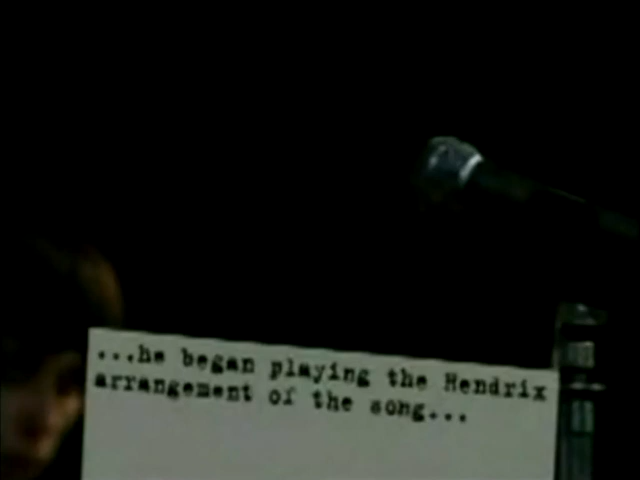 ...he began playing the Hendrix
arrangement of the song...